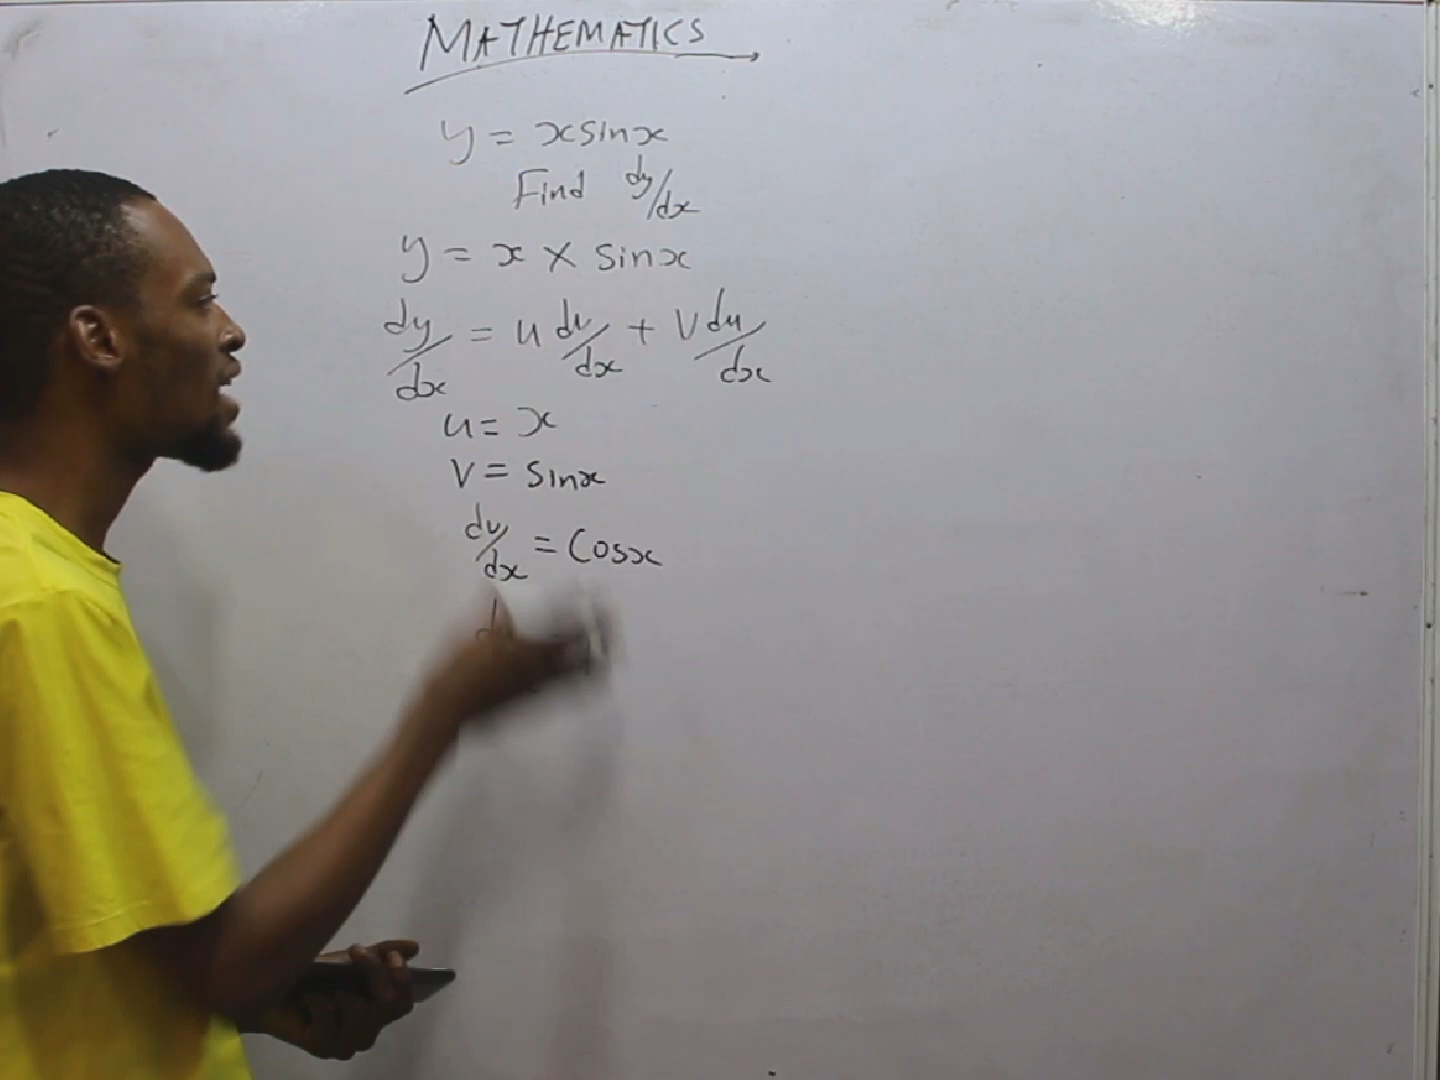 MATHEMATICS
y = xsinx
Find dy/dx
y = x × sinx
dy/dx = u dv/dx + v du/dx
u = x
v = sinx
dv/dx = Cosx